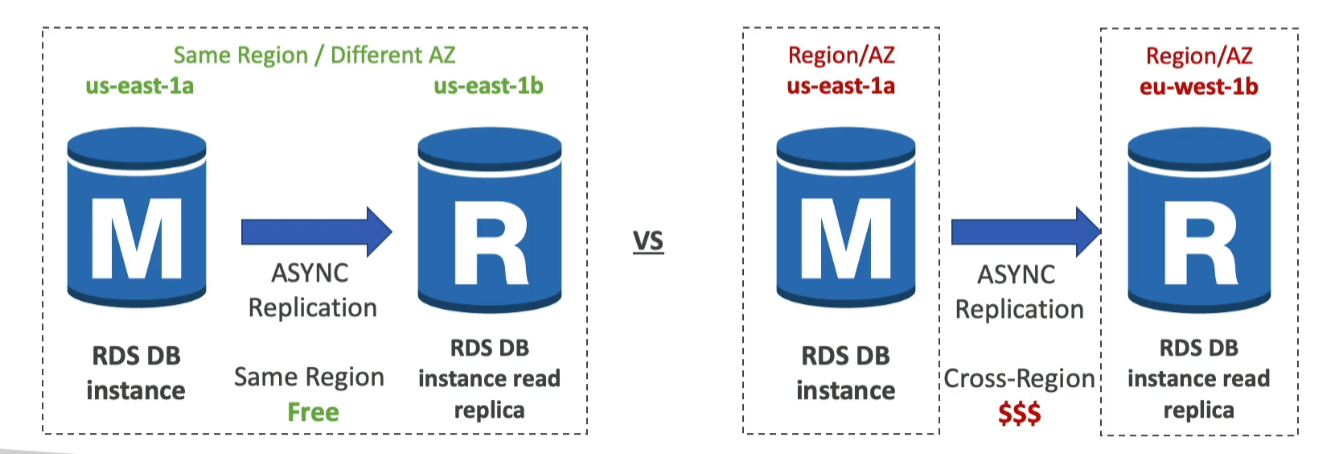 Same Region / Different AZ
us-east-1a
us-east-1b
M
R
ASYNC
Replication
RDS DB
instance
Same Region
Free
RDS DB
instance read
replica
VS
Region/AZ
us-east-1a
M
RDS DB
instance
ASYNC
Replication
Cross-Region
$$$
Region/AZ
eu-west-1b
R
RDS DB
instance read
replica